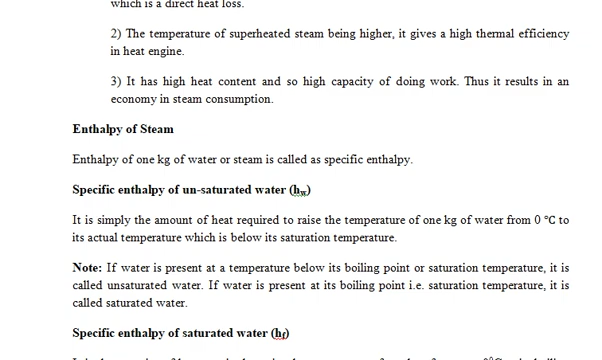 which is a direct heat loss.
2) The temperature of superheated steam being higher, it gives a high thermal efficiency
in heat engine.
3) It has high heat content and so high capacity of doing work. Thus it results in an
economy in steam consumption.
Enthalpy of Steam
Enthalpy of one kg of water or steam is called as specific enthalpy.
Specific enthalpy of un-saturated water (hw)
It is simply the amount of heat required to raise the temperature of one kg of water from 0 °C to
its actual temperature which is below its saturation temperature.
Note: If water is present at a temperature below its boiling point or saturation temperature, it is
called unsaturated water. If water is present at its boiling point i.e. saturation temperature, it is
called saturated water.
Specific enthalpy of saturated water (hf)